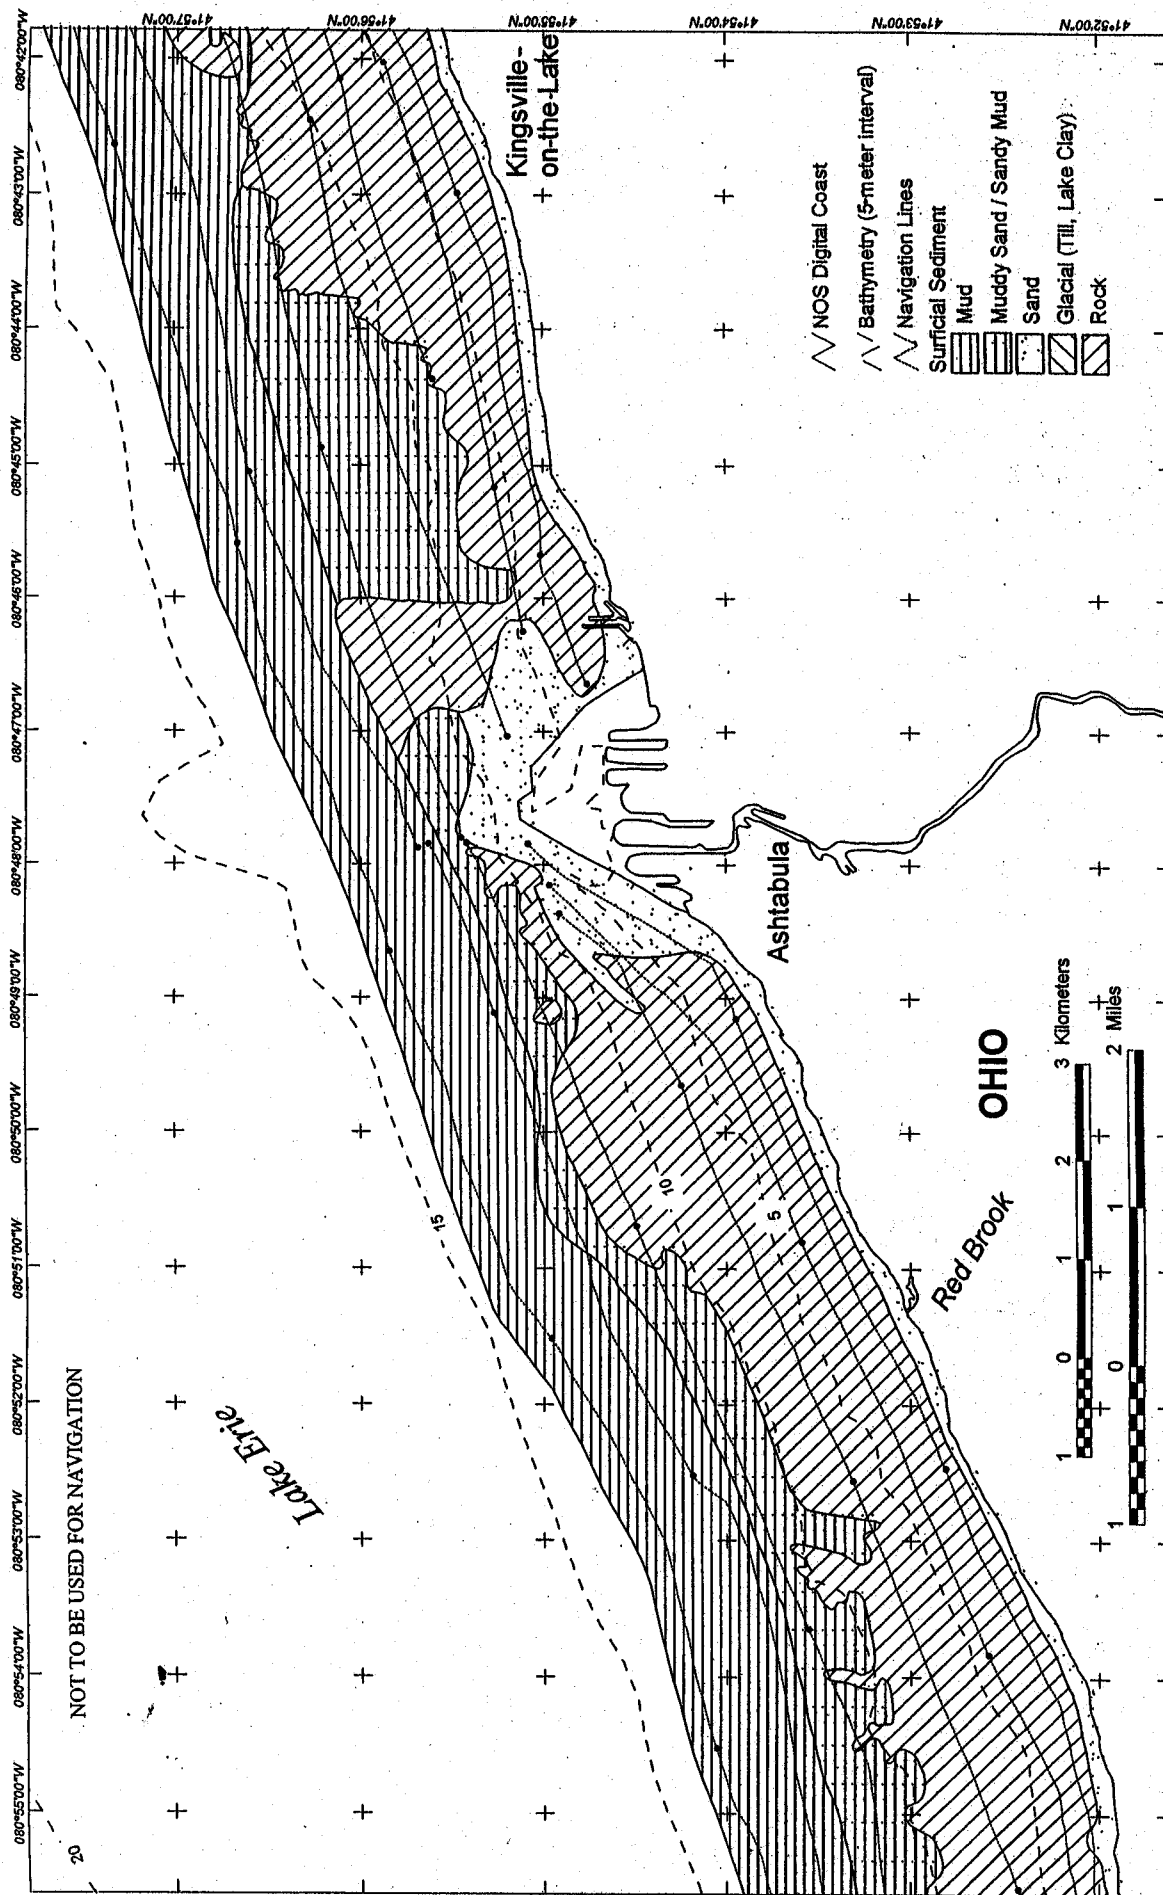 080°55'00"W
080°54'00"W
080°53'00"W
080°52'00"W
080°51'00"W
080°50'00"W
080°49'00"W
080°48'00"W
080°47'00"W
080°46'00"W
080°45'00"W
080°44'00"W
080°43'00"W
080°42'00"W
20
NOT TO BE USED FOR NAVIGATION
Lake Erie
15
10
5
41°57'00"N
41°56'00"N
41°55'00"N
41°54'00"N
41°53'00"N
41°52'00"N
Kingsville-
on-the-Lake
Ashtabula
Red Brook
OHIO
NOS Digital Coast
Bathymetry (5-meter interval)
Navigation Lines
Surficial Sediment
Mud
Muddy Sand / Sandy Mud
Sand
Glacial (Till, Lake Clay)
Rock
1 0 1 2 3 Kilometers
1 0 1 2 Miles